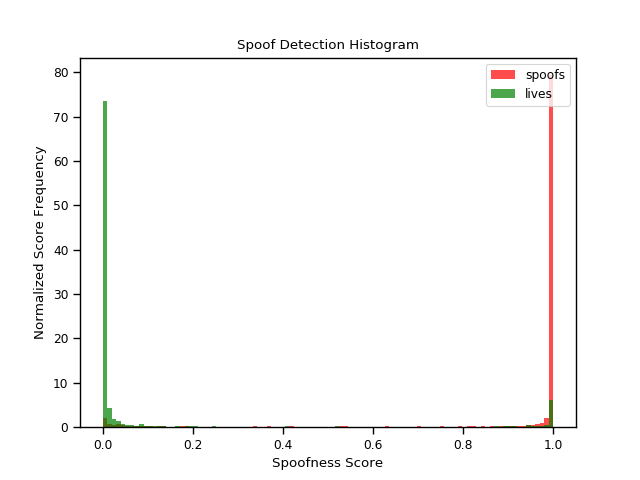 Spoof Detection Histogram
spoofs
lives
80
70
60
50
40
30
20
10
0
Normalized Score Frequency
0.0 0.2 0.4 0.6 0.8 1.0
Spoofness Score